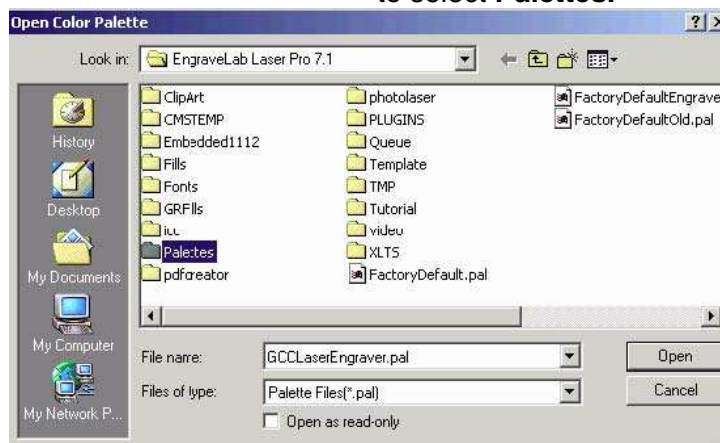 to select Palettes.
Open Color Palette
Look in: EngraveLab Laser Pro 7.1
History
Desktop
My Documents
My Computer
My Network P...
ClipArt
CMSTEMP
Embedded1112
Fills
Fonts
GRFIls
icc
Palettes
pdfcreator
photolaser
PLUGINS
Queue
Template
TMP
Tutorial
video
XLTS
FactoryDefault.pal
FactoryDefaultEngrave
FactoryDefaultOld.pal
File name: GCCLaserEngraver.pal
Open
Files of type: Palette Files(*.pal)
Cancel
Open as read-only